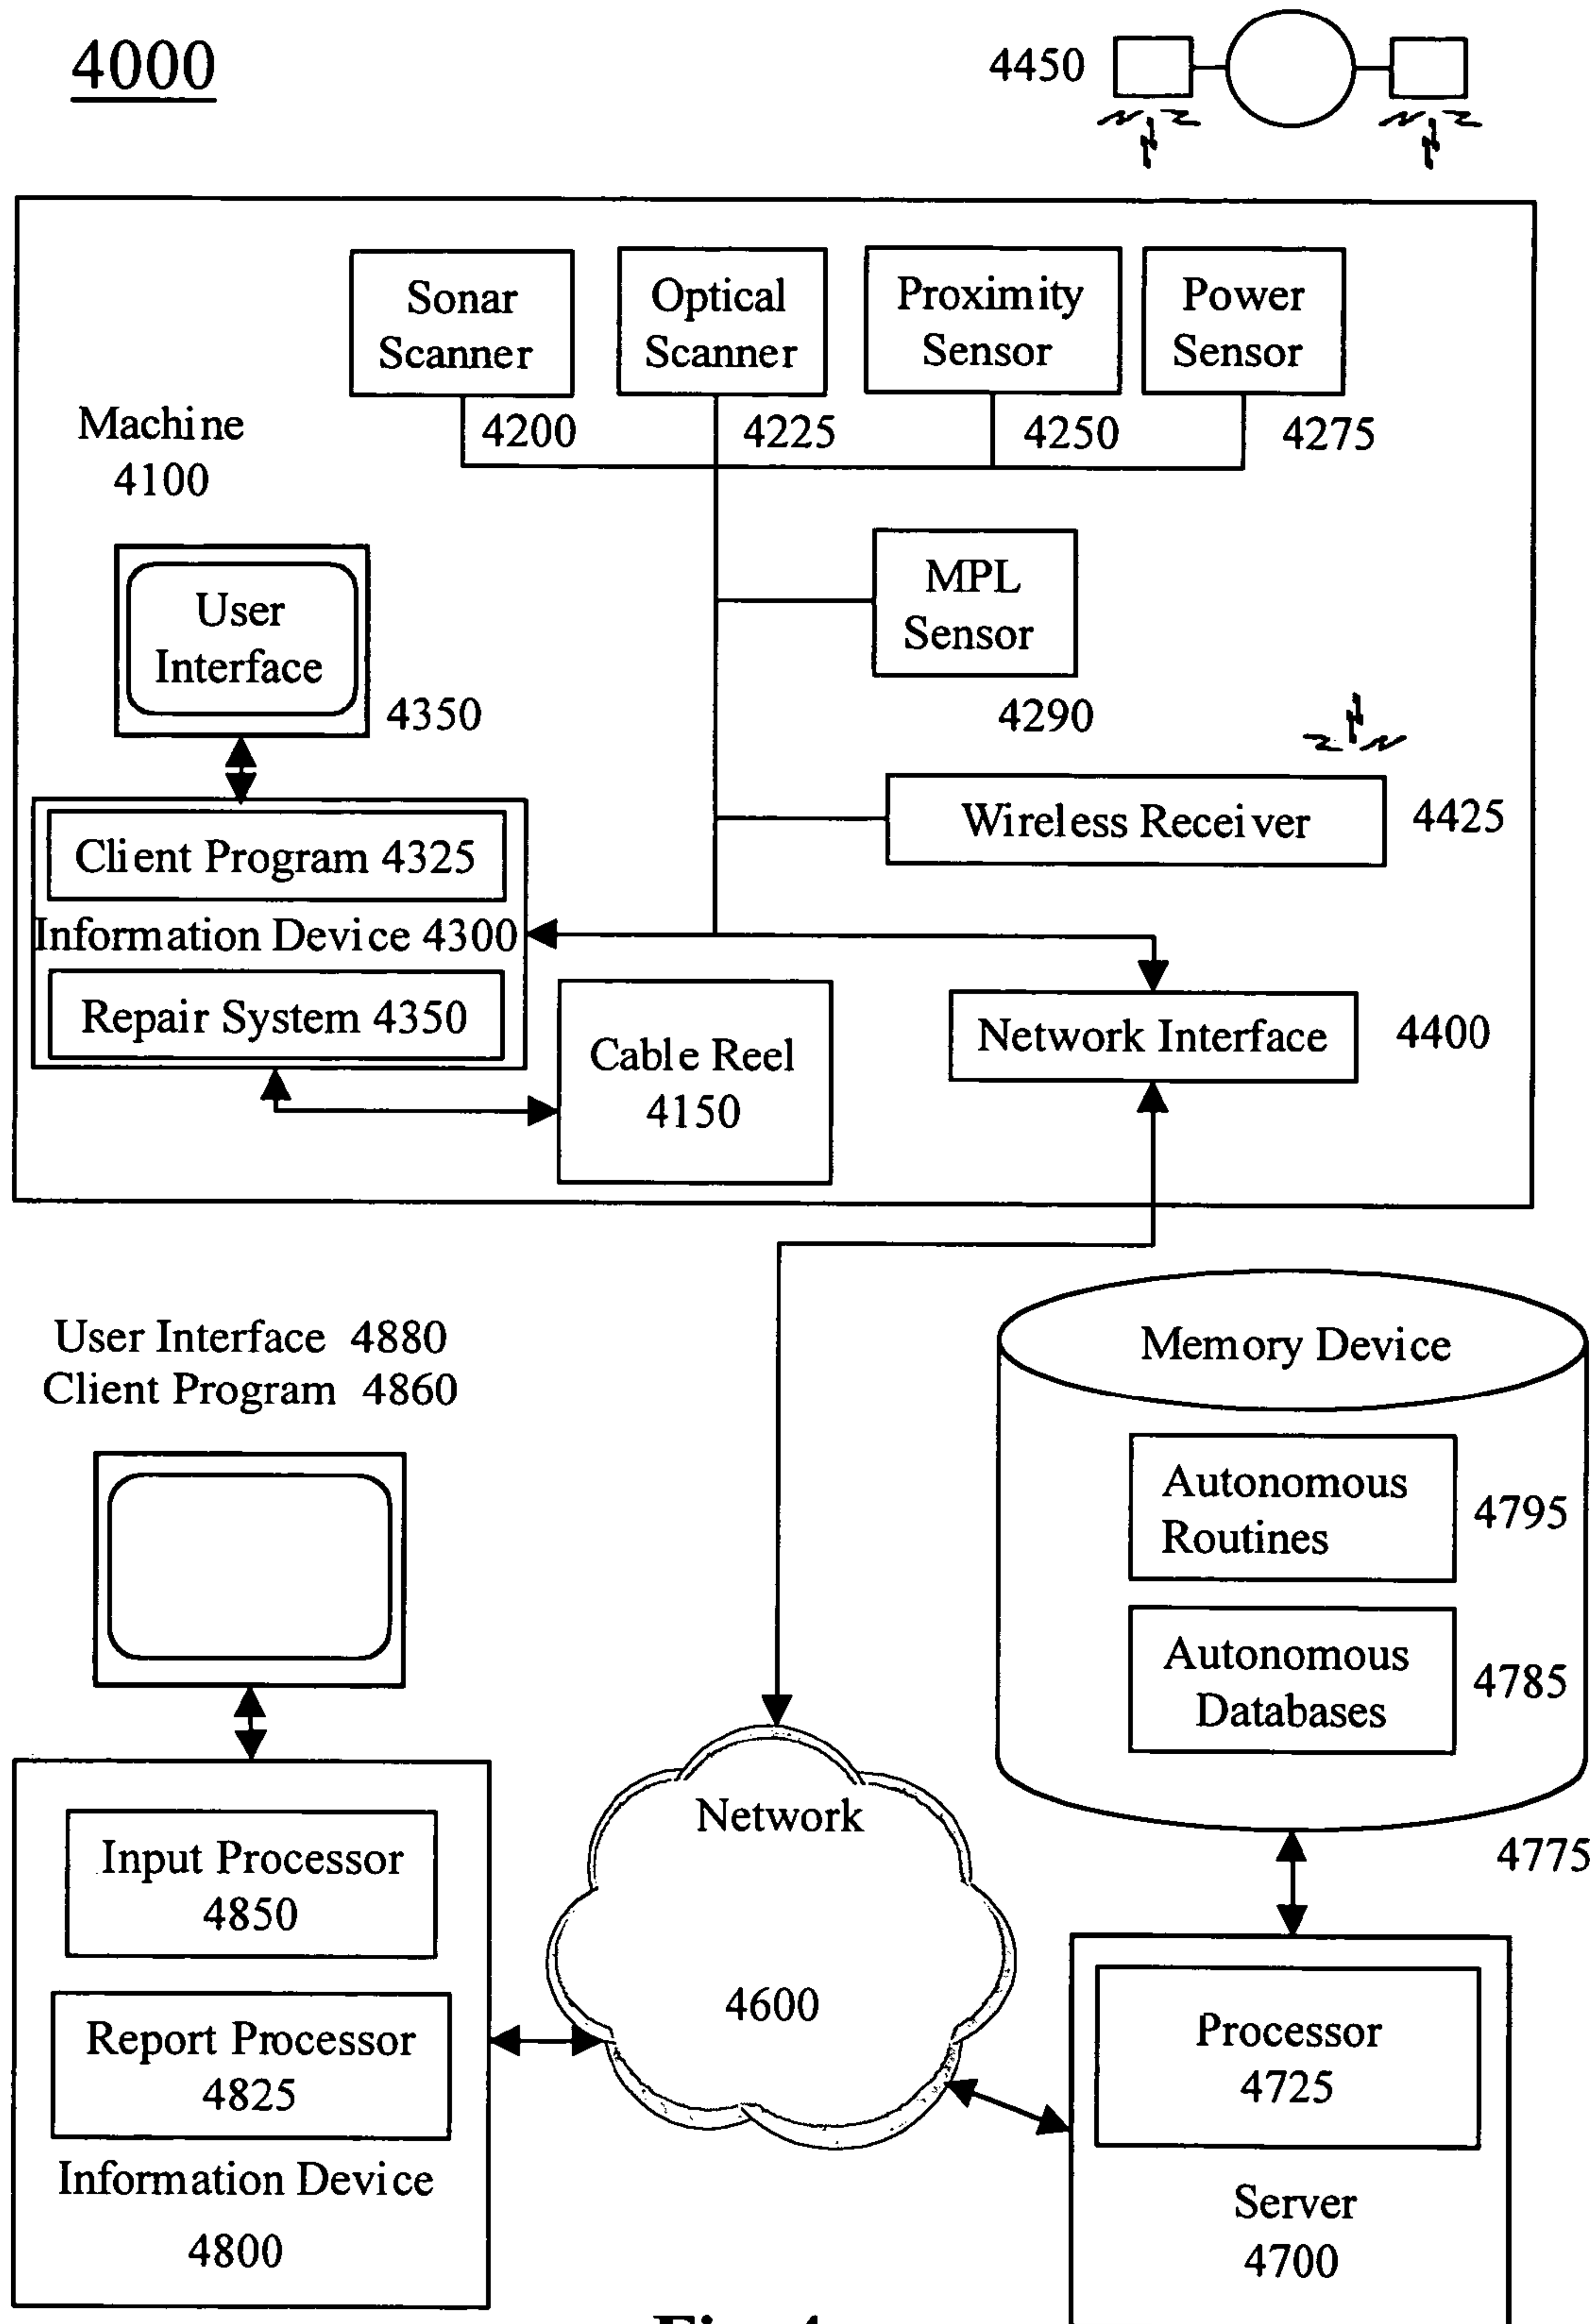 4000
4450
Sonar
Scanner
Optical
Scanner
Proximity
Sensor
Power
Sensor
4200
4225
4250
4275
Machine
4100
MPL
Sensor
4290
User
Interface
4350
Wireless Receiver
4425
Client Program 4325
Information Device 4300
Repair System 4350
Cable Reel
4150
Network Interface
4400
User Interface 4880
Client Program 4860
Memory Device
Autonomous
Routines
4795
Autonomous
Databases
4785
4775
Input Processor
4850
Report Processor
4825
Information Device
4800
Network
4600
Processor
4725
Server
4700